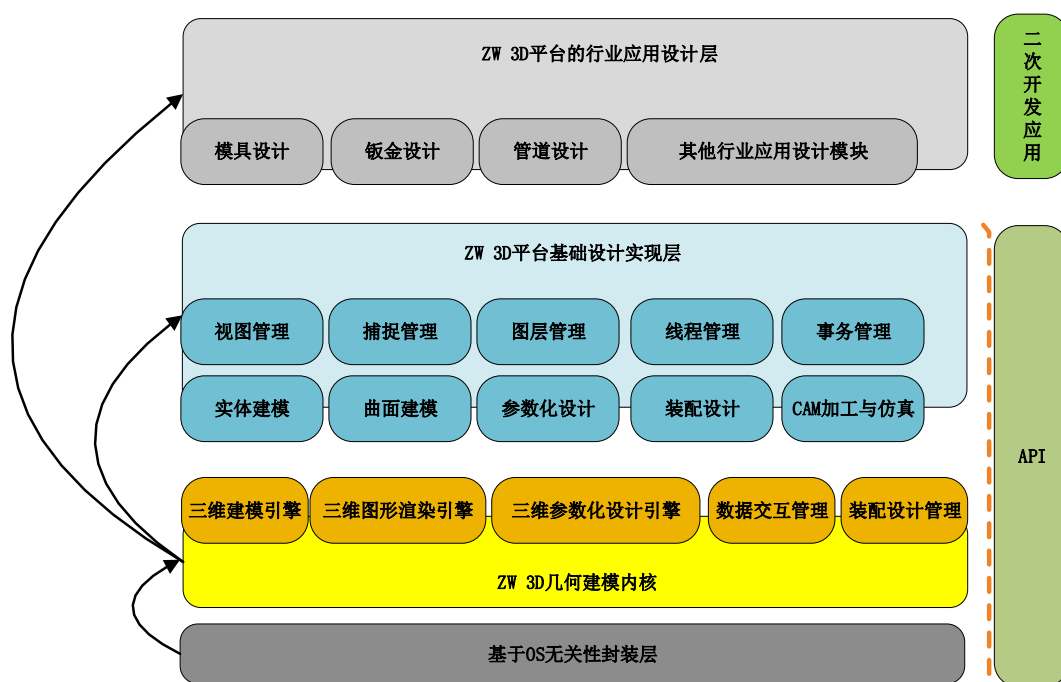 ZW 3D平台的行业应用设计层
模具设计
钣金设计
管道设计
其他行业应用设计模块
二次开发应用
ZW 3D平台基础设计实现层
视图管理
捕捉管理
图层管理
线程管理
事务管理
实体建模
曲面建模
参数化设计
装配设计
CAM加工与仿真
API
三维建模引擎
三维图形渲染引擎
三维参数化设计引擎
数据交互管理
装配设计管理
ZW 3D几何建模内核
基于OS无关性封装层